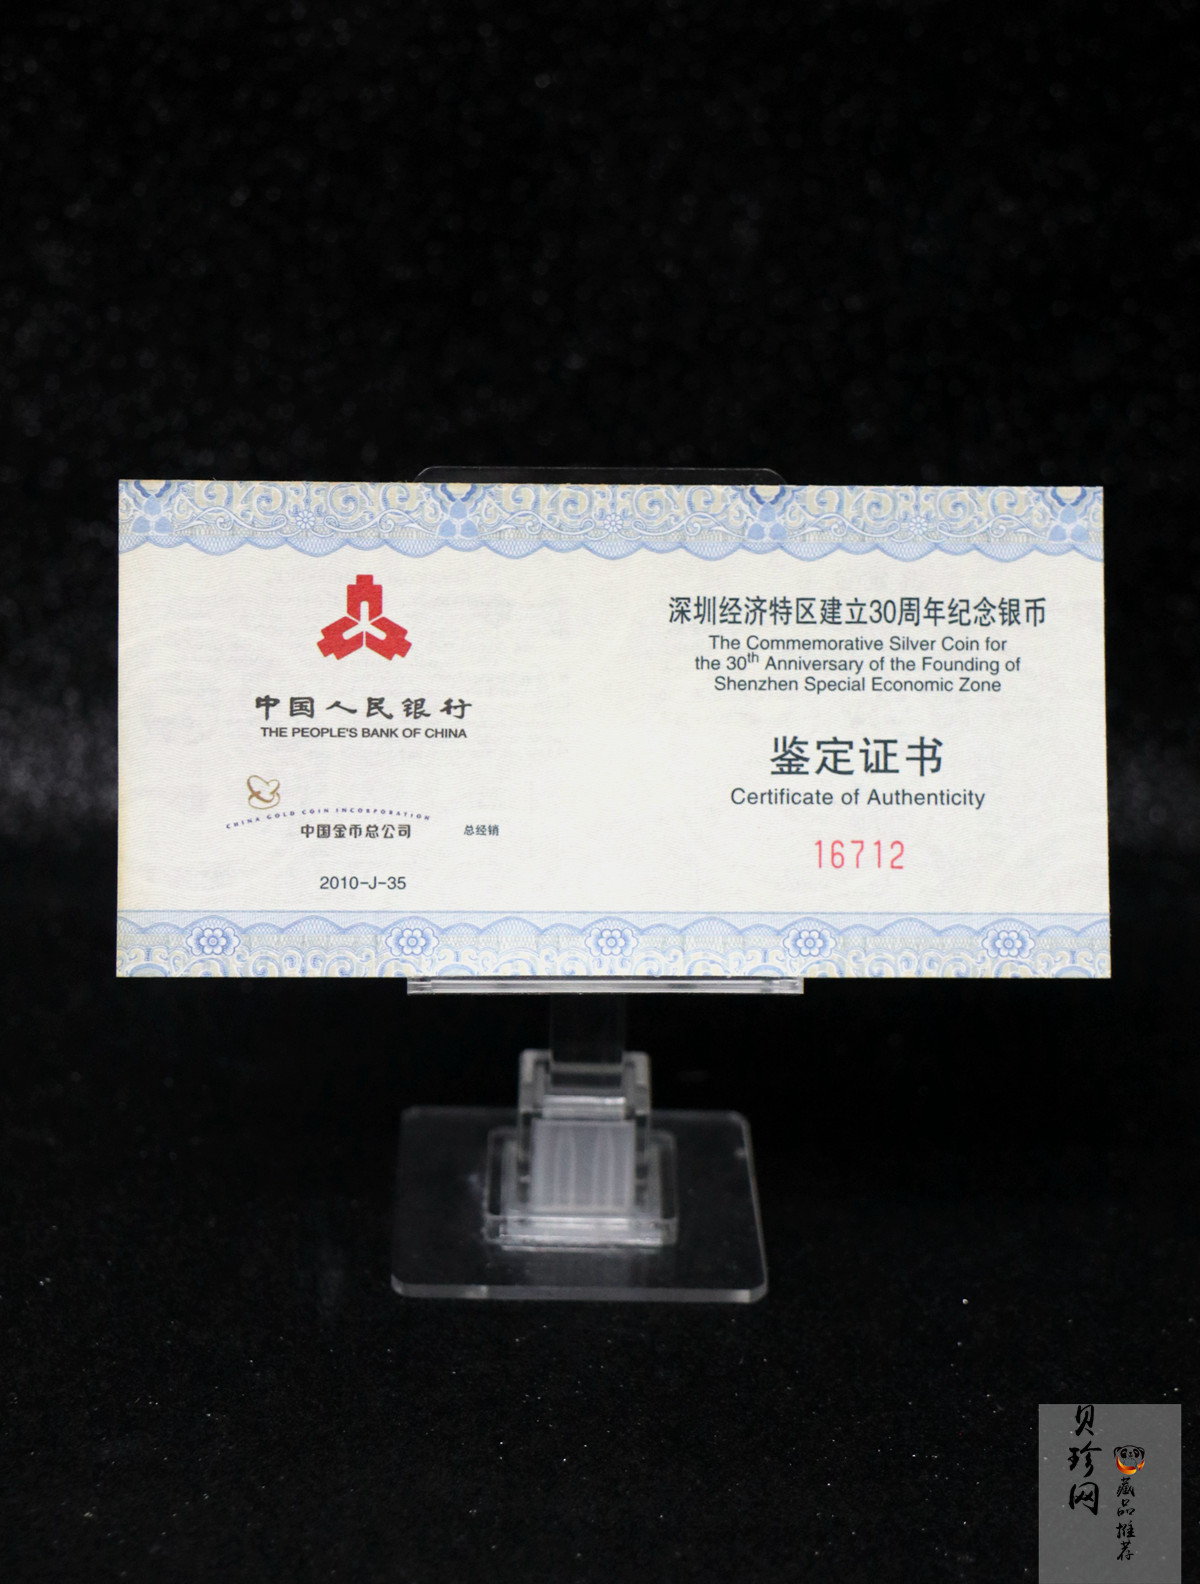 中国人民银行
THE PEOPLE'S BANK OF CHINA
CHINA GOLD COIN INCORPORATION
中国金币总公司 总经销
2010-J-35
深圳经济特区建立30周年纪念银币
The Commemorative Silver Coin for
the 30th Anniversary of the Founding of
Shenzhen Special Economic Zone
鉴定证书
Certificate of Authenticity
16712
贝珍网
藏品推荐